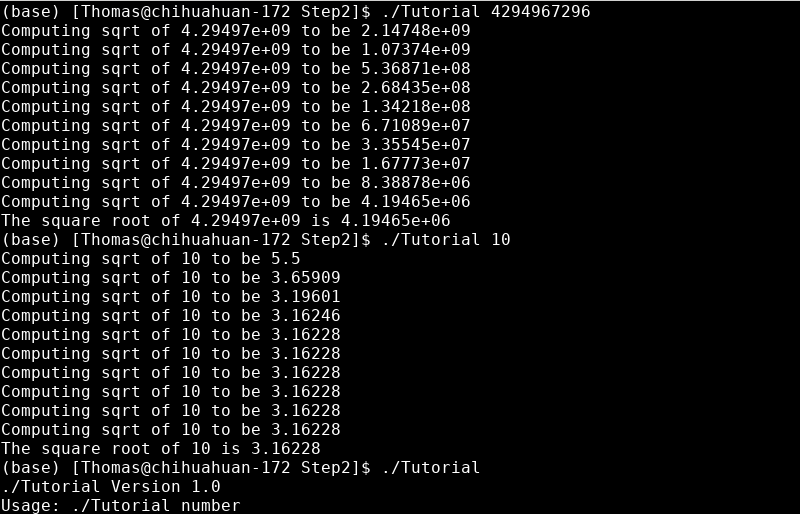 (base) [Thomas@chihuahuan-172 Step2]$ ./Tutorial 4294967296
Computing sqrt of 4.29497e+09 to be 2.14748e+09
Computing sqrt of 4.29497e+09 to be 1.07374e+09
Computing sqrt of 4.29497e+09 to be 5.36871e+08
Computing sqrt of 4.29497e+09 to be 2.68435e+08
Computing sqrt of 4.29497e+09 to be 1.34218e+08
Computing sqrt of 4.29497e+09 to be 6.71089e+07
Computing sqrt of 4.29497e+09 to be 3.35545e+07
Computing sqrt of 4.29497e+09 to be 1.67773e+07
Computing sqrt of 4.29497e+09 to be 8.38878e+06
Computing sqrt of 4.29497e+09 to be 4.19465e+06
The square root of 4.29497e+09 is 4.19465e+06
(base) [Thomas@chihuahuan-172 Step2]$ ./Tutorial 10
Computing sqrt of 10 to be 5.5
Computing sqrt of 10 to be 3.65909
Computing sqrt of 10 to be 3.19601
Computing sqrt of 10 to be 3.16246
Computing sqrt of 10 to be 3.16228
Computing sqrt of 10 to be 3.16228
Computing sqrt of 10 to be 3.16228
Computing sqrt of 10 to be 3.16228
Computing sqrt of 10 to be 3.16228
Computing sqrt of 10 to be 3.16228
The square root of 10 is 3.16228
(base) [Thomas@chihuahuan-172 Step2]$ ./Tutorial
./Tutorial Version 1.0
Usage: ./Tutorial number